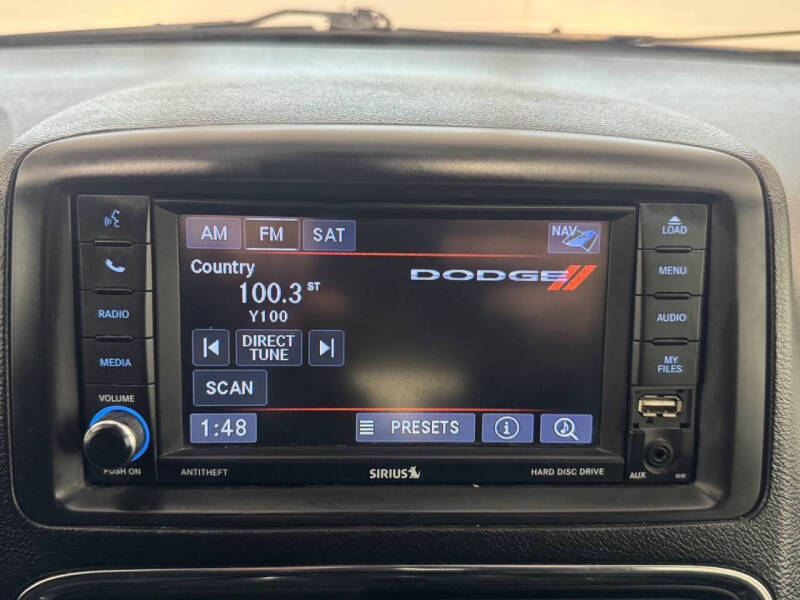 AM FM SAT NAV
Country
DODGE
100.3 ST
Y100
DIRECT
TUNE
SCAN
1:48 PRESETS
RADIO
MEDIA
VOLUME
PUSH ON
LOAD
MENU
AUDIO
MY
FILES
AUX
ANTITHEFT SIRIUS HARD DISC DRIVE